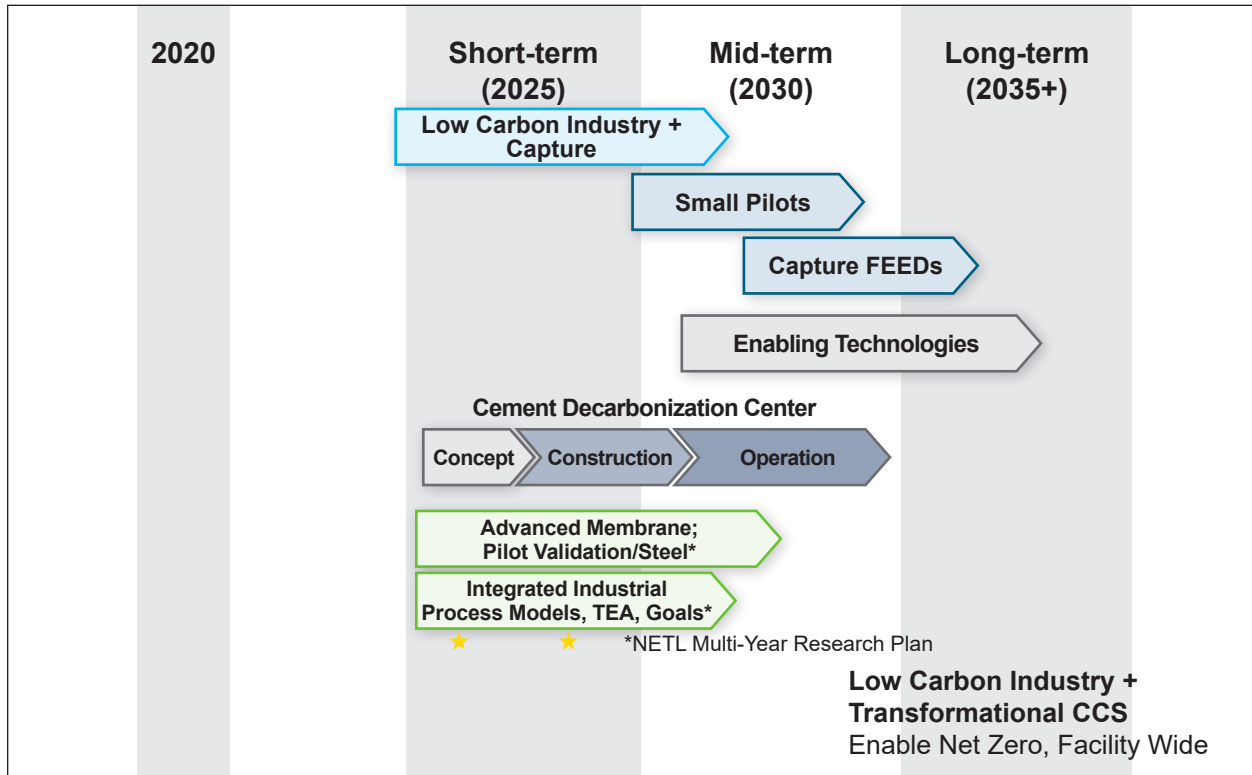 2020
Short-term
(2025)
Mid-term
(2030)
Long-term
(2035+)
Low Carbon Industry +
Capture
Small Pilots
Capture FEEDs
Enabling Technologies
Cement Decarbonization Center
Concept
Construction
Operation
Advanced Membrane;
Pilot Validation/Steel*
Integrated Industrial
Process Models, TEA, Goals*
*NETL Multi-Year Research Plan
Low Carbon Industry +
Transformational CCS
Enable Net Zero, Facility Wide